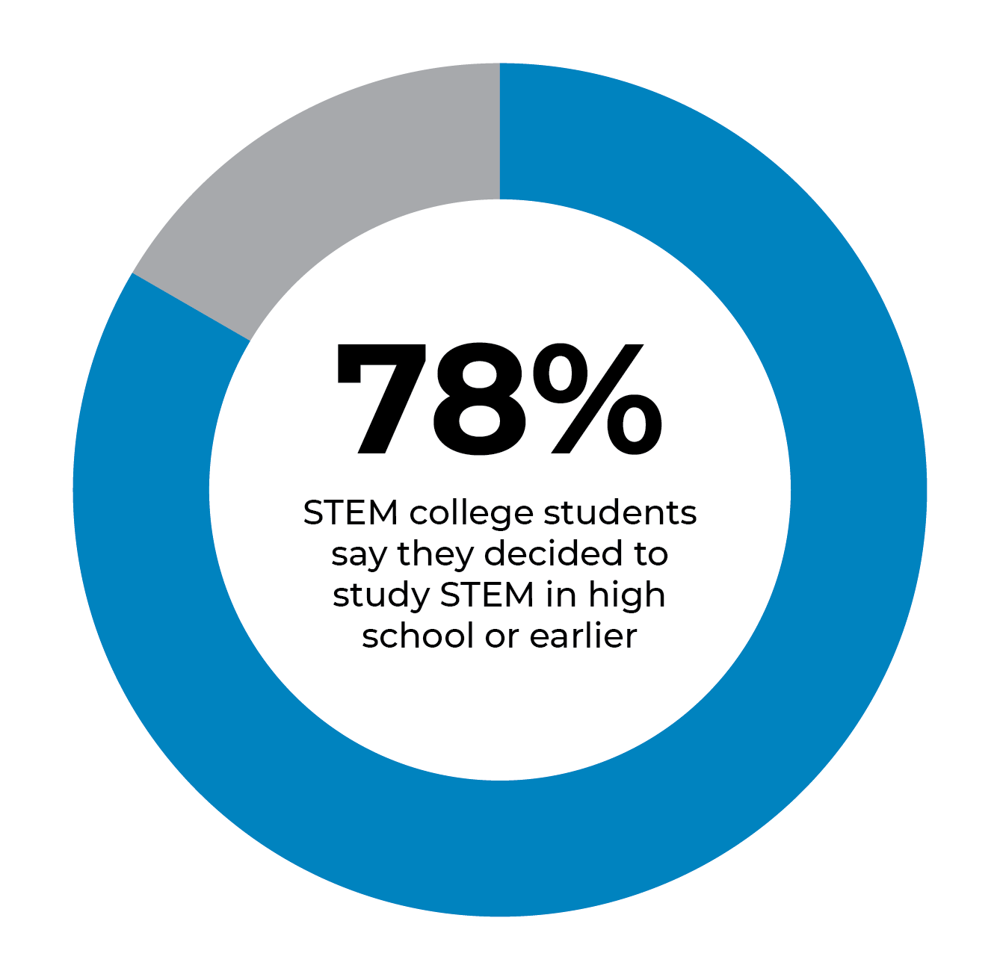 78%
STEM college students
say they decided to
study STEM in high
school or earlier